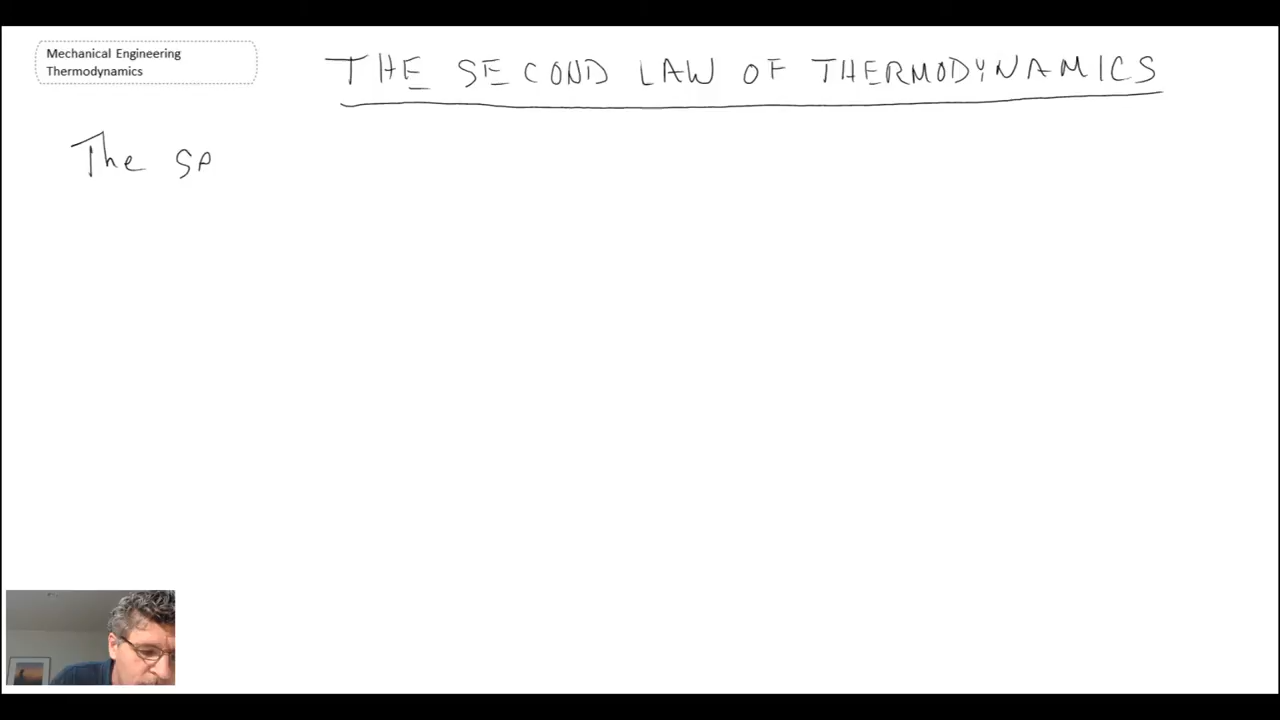 Mechanical Engineering
Thermodynamics
THE SECOND LAW OF THERMODYNAMICS
The